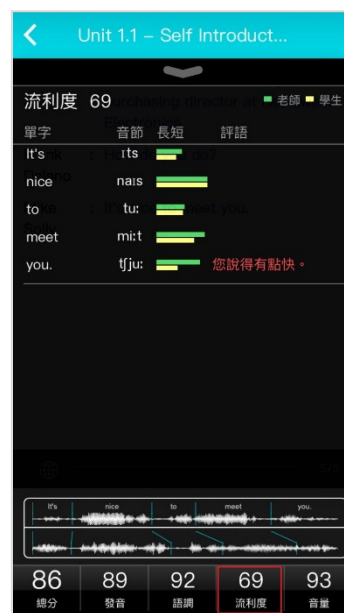 Unit 1.1 – Self Introduct...
流利度 69 老師 學生
單字 音節 長短 評語
It's ɪts
nice naɪs
to tuː
meet miːt
you. tʃjuː 您說得有點快。
It's nice to meet you.
86 89 92 69 93
總分 發音 語調 流利度 音量